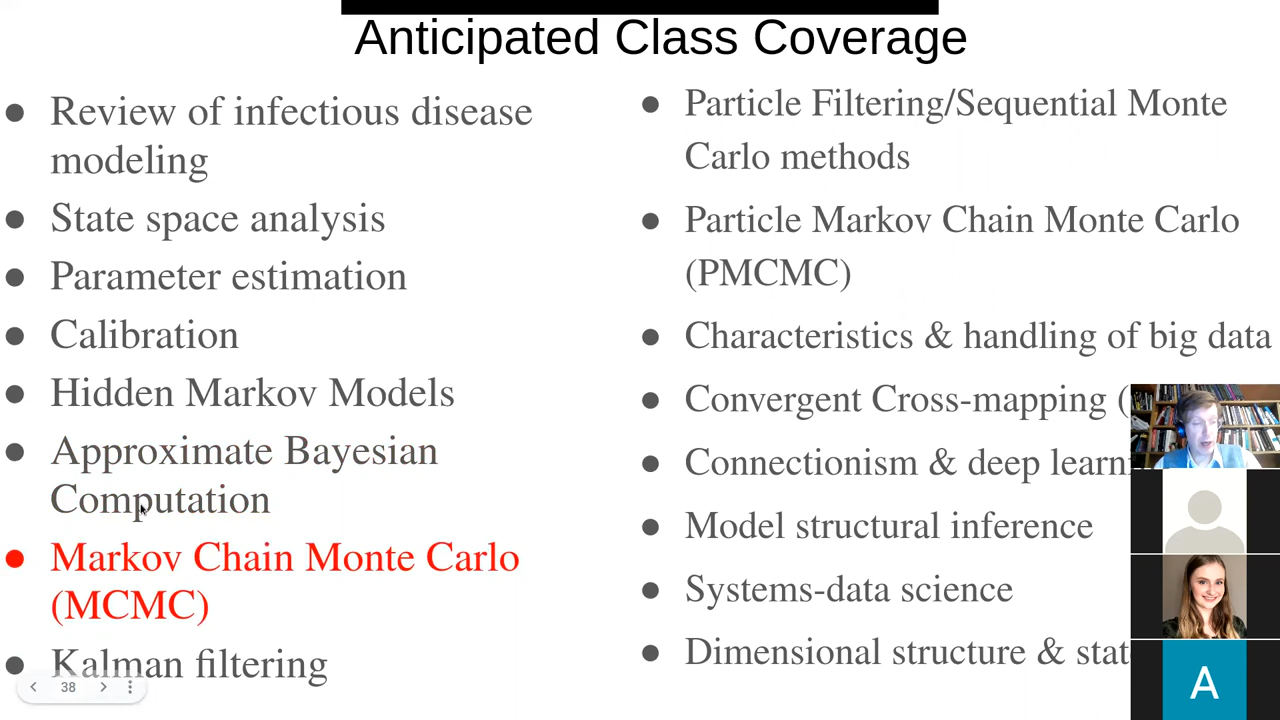 Anticipated Class Coverage
● Review of infectious disease
modeling
● State space analysis
● Parameter estimation
● Calibration
● Hidden Markov Models
● Approximate Bayesian
Computation
● Markov Chain Monte Carlo
(MCMC)
● Kalman filtering
● Particle Filtering/Sequential Monte
Carlo methods
● Particle Markov Chain Monte Carlo
(PMCMC)
● Characteristics & handling of big data
● Convergent Cross-mapping (
● Connectionism & deep learni
● Model structural inference
● Systems-data science
● Dimensional structure & stat
38
A